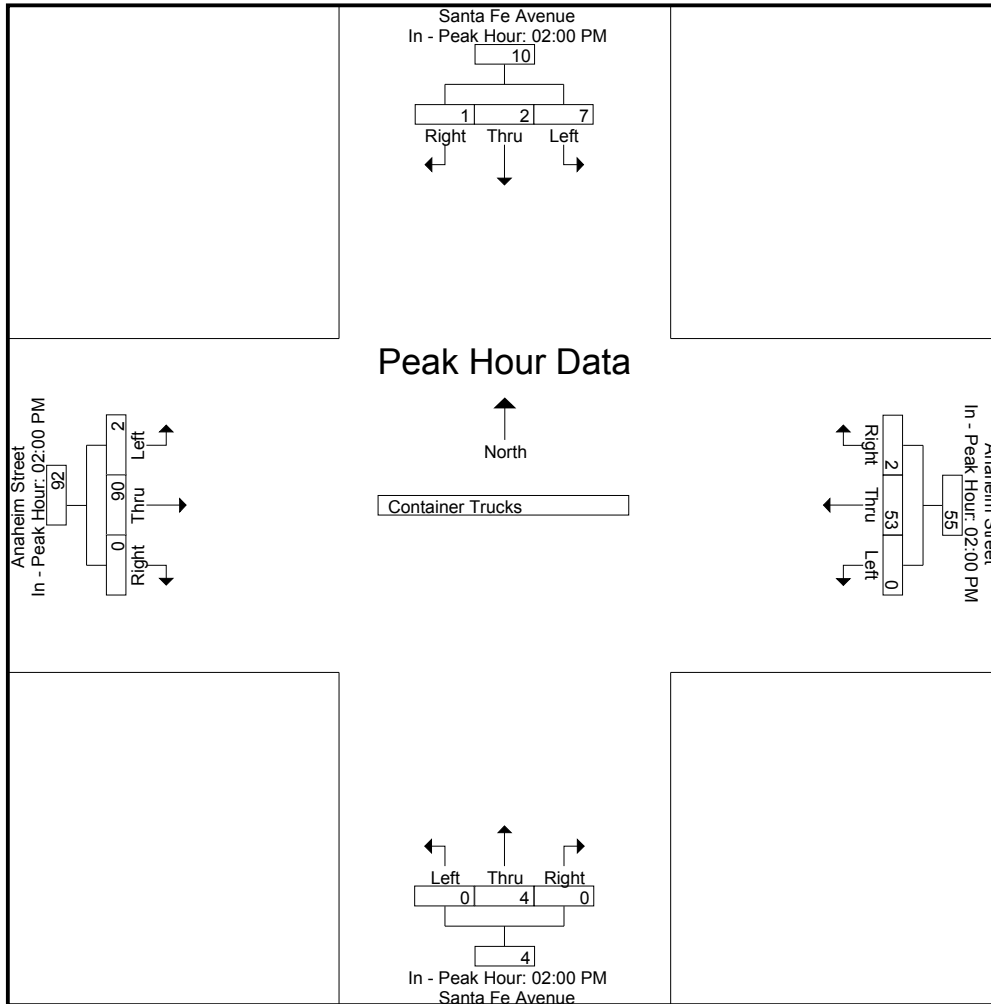 Santa Fe Avenue
In - Peak Hour: 02:00 PM
10
1 2 7
Right Thru Left
Peak Hour Data
North
Container Trucks
Anaheim Street
In - Peak Hour: 02:00 PM
92
2 90 0
Left Thru Right
Anaheim Street
In - Peak Hour: 02:00 PM
55
2 53 0
Right Thru Left
Left Thru Right
0 4 0
4
In - Peak Hour: 02:00 PM
Santa Fe Avenue